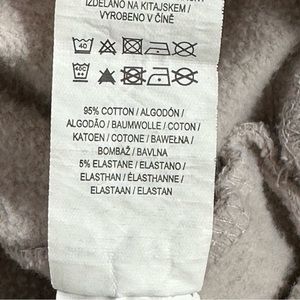 IZDELANO NA KITAJSKEM /
VYROBENO V ČÍNĚ
40
95% COTTON / ALGODÓN /
ALGODÃO / BAUMWOLLE / COTON /
KATOEN / COTONE / BAWEŁNA /
BOMBAŽ / BAVLNA
5% ELASTANE / ELASTANO /
ELASTHAN / ÉLASTHANNE /
ELASTAAN / ELASTAN